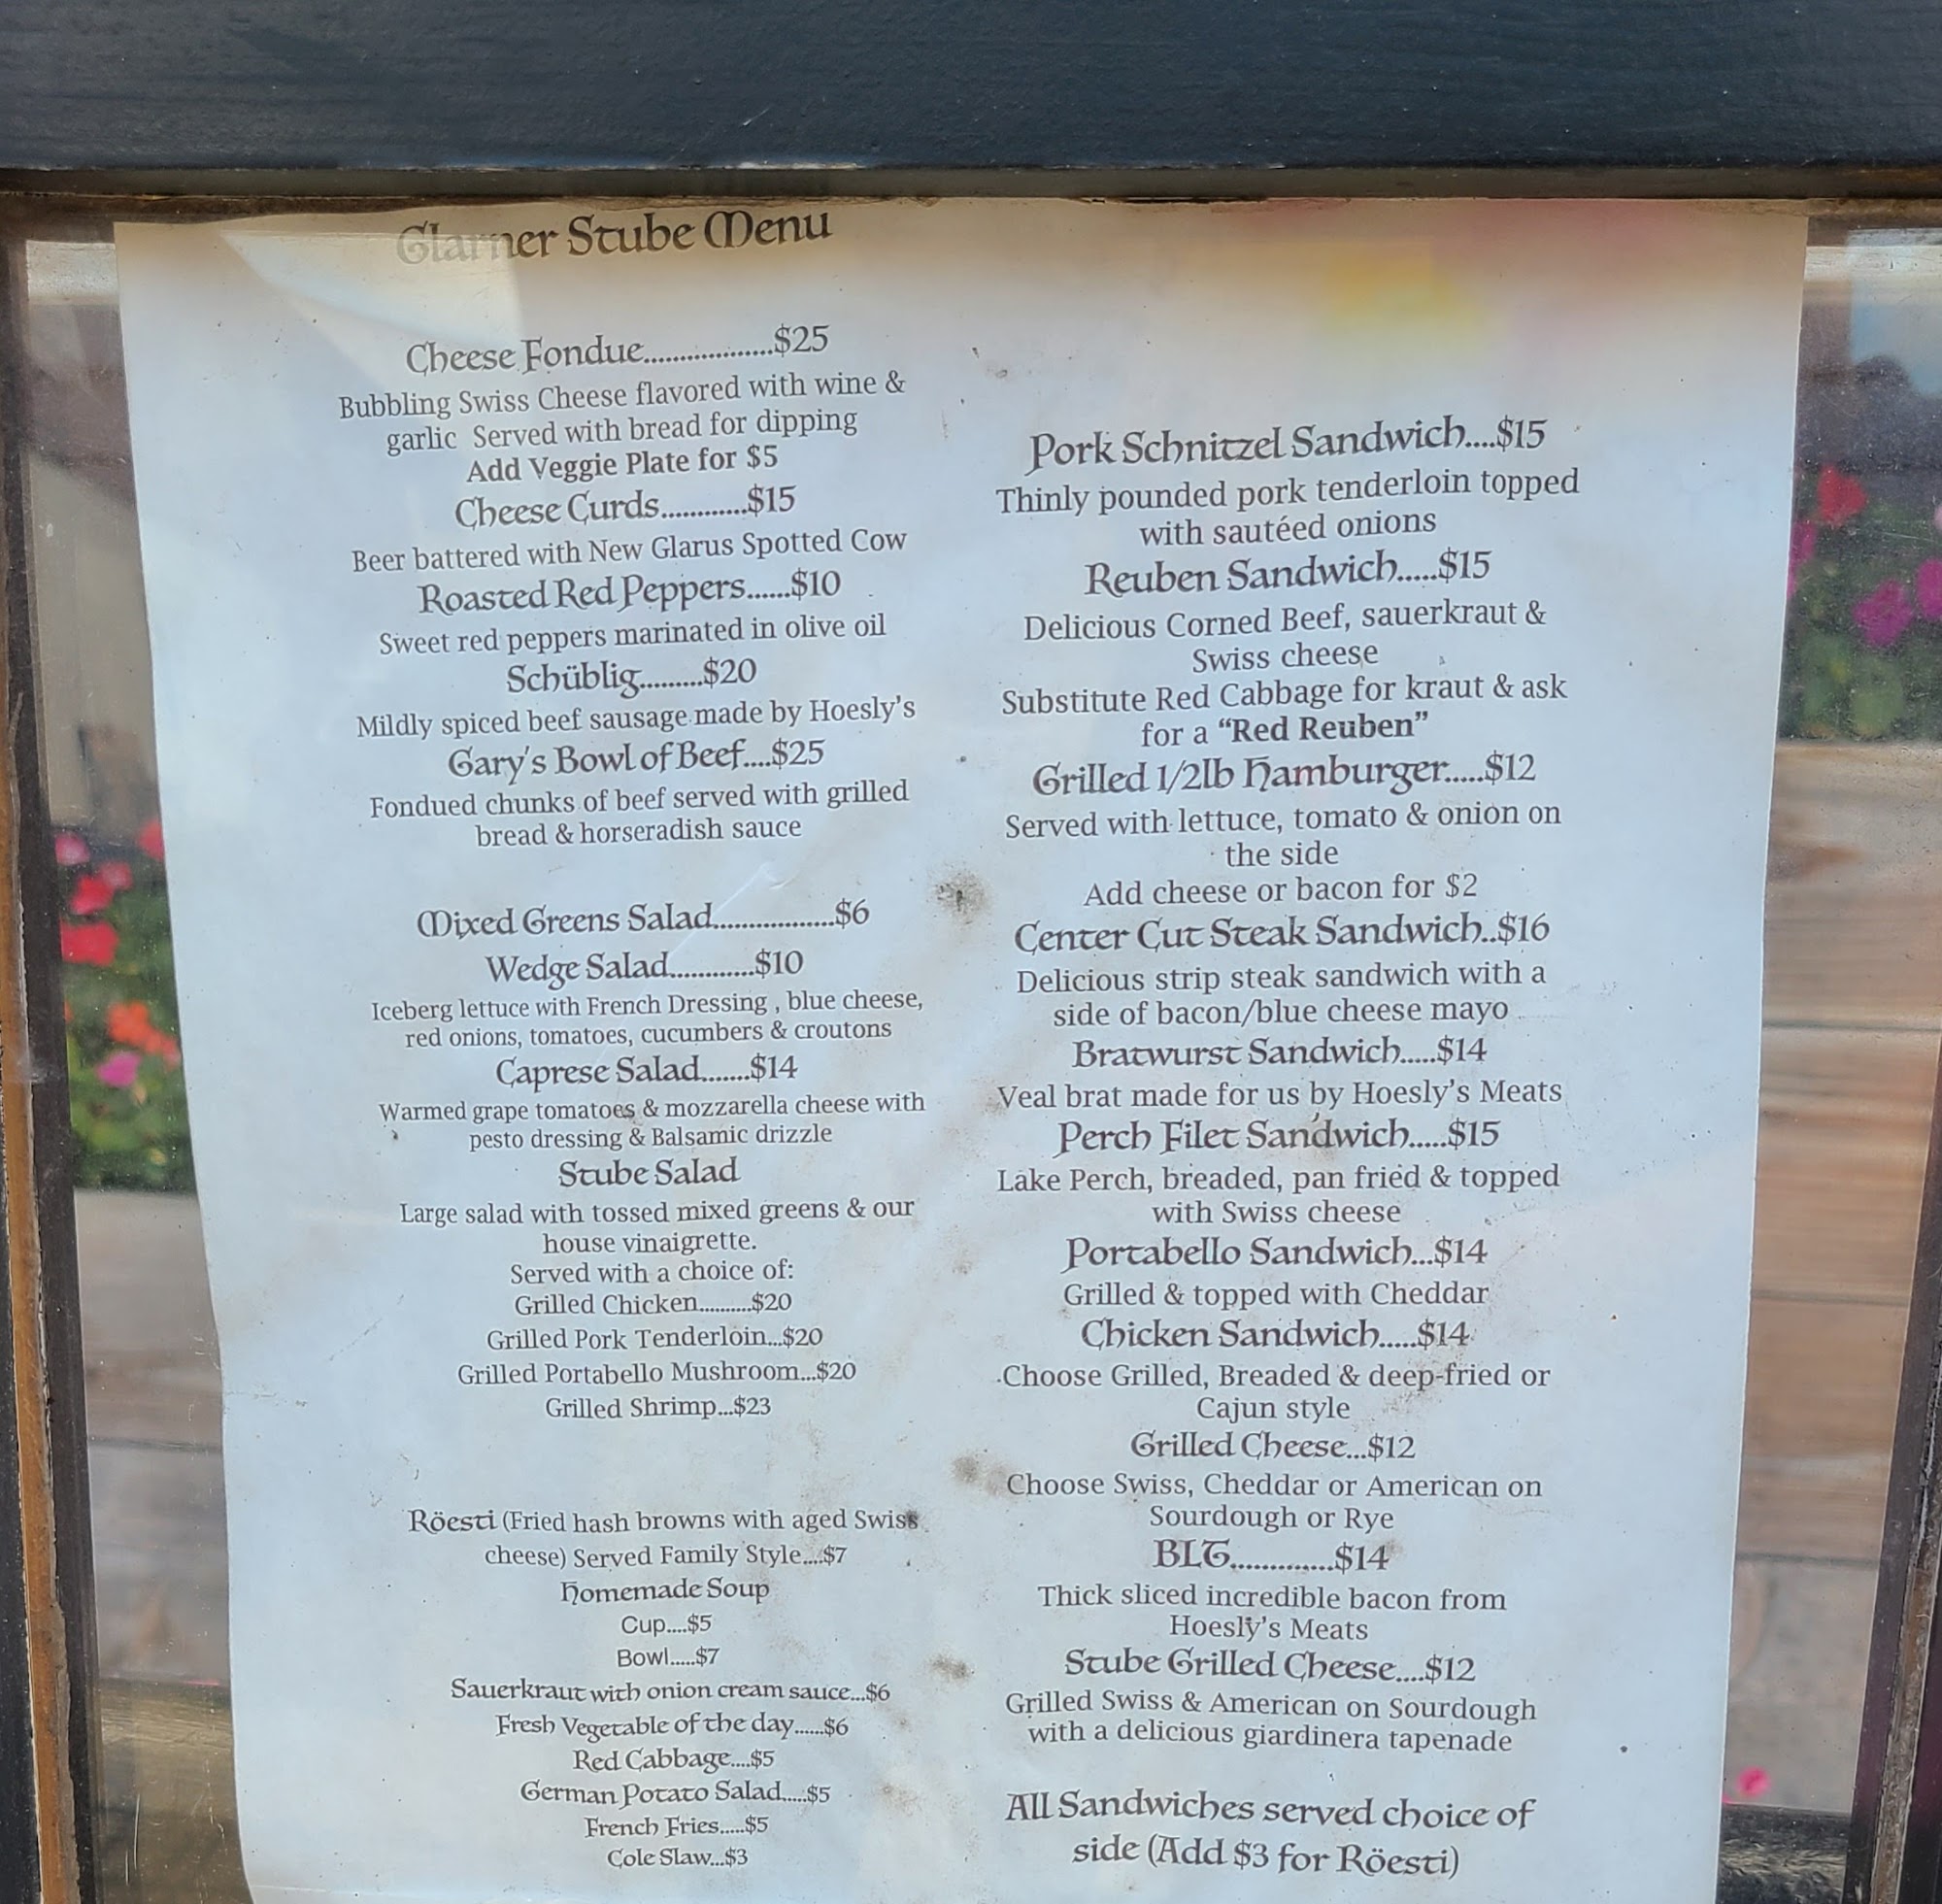 Glarner Stube Menu
Cheese Fondue..................$25
Bubbling Swiss Cheese flavored with wine &
garlic Served with bread for dipping
Add Veggie Plate for $5
Cheese Curds............$15
Beer battered with New Glarus Spotted Cow
Roasted Red Peppers......$10
Sweet red peppers marinated in olive oil
Schüblig.........$20
Mildly spiced beef sausage made by Hoesly's
Gary's Bowl of Beef....$25
Fondued chunks of beef served with grilled
bread & horseradish sauce
Mixed Greens Salad.................$6
Wedge Salad............$10
Iceberg lettuce with French Dressing , blue cheese,
red onions, tomatoes, cucumbers & croutons
Caprese Salad.......$14
Warmed grape tomatoes & mozzarella cheese with
pesto dressing & Balsamic drizzle
Stube Salad
Large salad with tossed mixed greens & our
house vinaigrette.
Served with a choice of:
Grilled Chicken..........$20
Grilled Pork Tenderloin...$20
Grilled Portabello Mushroom...$20
Grilled Shrimp...$23
Röesti (Fried hash browns with aged Swiss
cheese) Served Family Style....$7
Homemade Soup
Cup....$5
Bowl.....$7
Sauerkraut with onion cream sauce...$6
Fresh Vegetable of the day......$6
Red Cabbage....$5
German Potato Salad.....$5
French Fries.....$5
Cole Slaw...$3
Pork Schnitzel Sandwich....$15
Thinly pounded pork tenderloin topped
with sautéed onions
Reuben Sandwich.....$15
Delicious Corned Beef, sauerkraut &
Swiss cheese
Substitute Red Cabbage for kraut & ask
for a “Red Reuben”
Grilled 1/2lb Hamburger.....$12
Served with lettuce, tomato & onion on
the side
Add cheese or bacon for $2
Center Cut Steak Sandwich..$16
Delicious strip steak sandwich with a
side of bacon/blue cheese mayo
Bratwurst Sandwich.....$14
Veal brat made for us by Hoesly's Meats
Perch Filet Sandwich.....$15
Lake Perch, breaded, pan fried & topped
with Swiss cheese
Portabello Sandwich...$14
Grilled & topped with Cheddar
Chicken Sandwich.....$14
Choose Grilled, Breaded & deep-fried or
Cajun style
Grilled Cheese...$12
Choose Swiss, Cheddar or American on
Sourdough or Rye
BLT.............$14
Thick sliced incredible bacon from
Hoesly's Meats
Stube Grilled Cheese....$12
Grilled Swiss & American on Sourdough
with a delicious giardinera tapenade
All Sandwiches served choice of
side (Add $3 for Röesti)